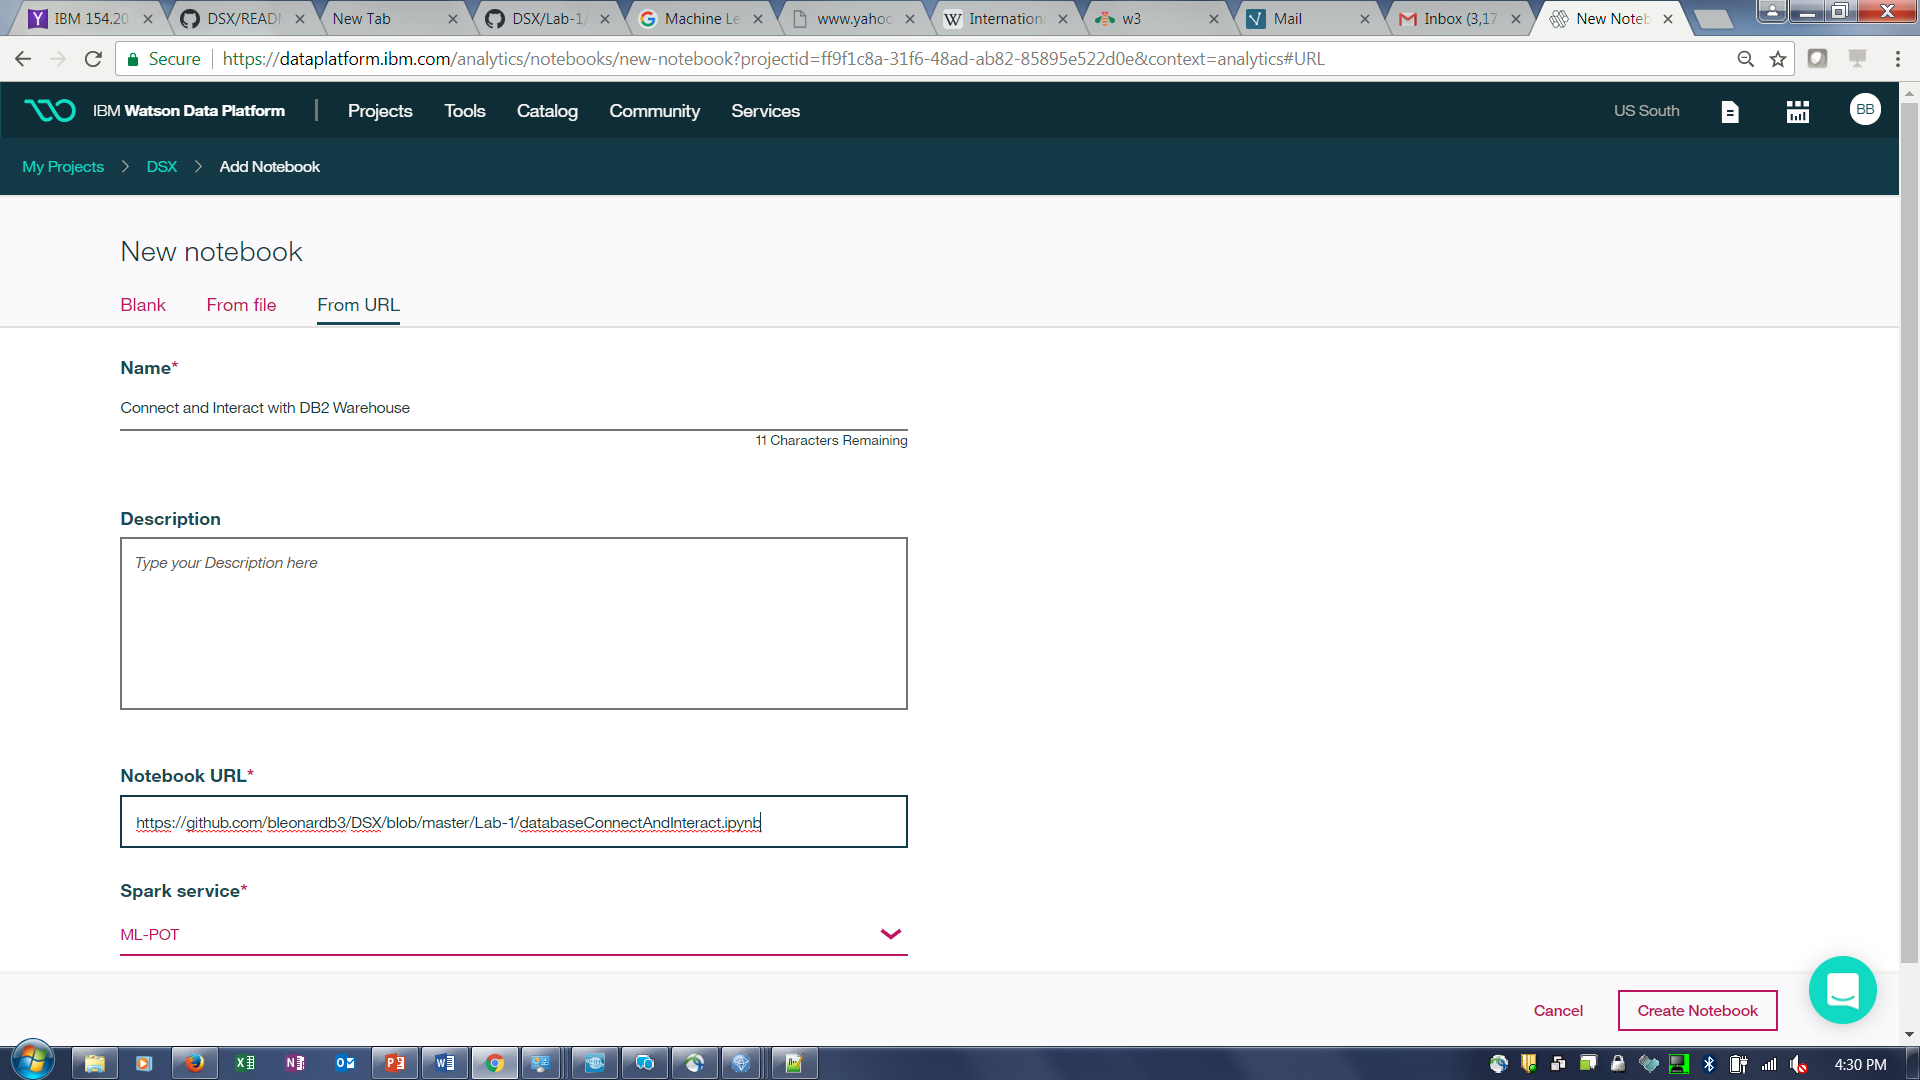 IBM 154.20
DSX/READ
New Tab
DSX/Lab-1/
Machine Le
www.yahoo
Internation
w3
Mail
Inbox (3,17
New Noteb
Secure
https://dataplatform.ibm.com/analytics/notebooks/new-notebook?projectid=ff9f1c8a-31f6-48ad-ab82-85895e522d0e&context=analytics#URL
IBM Watson Data Platform
Projects
Tools
Catalog
Community
Services
US South
BB
My Projects
DSX
Add Notebook
New notebook
Blank
From file
From URL
Name*
Connect and Interact with DB2 Warehouse
11 Characters Remaining
Description
Type your Description here
Notebook URL*
https://github.com/bleonardb3/DSX/blob/master/Lab-1/databaseConnectAndInteract.ipynb
Spark service*
ML-POT
Cancel
Create Notebook
4:30 PM